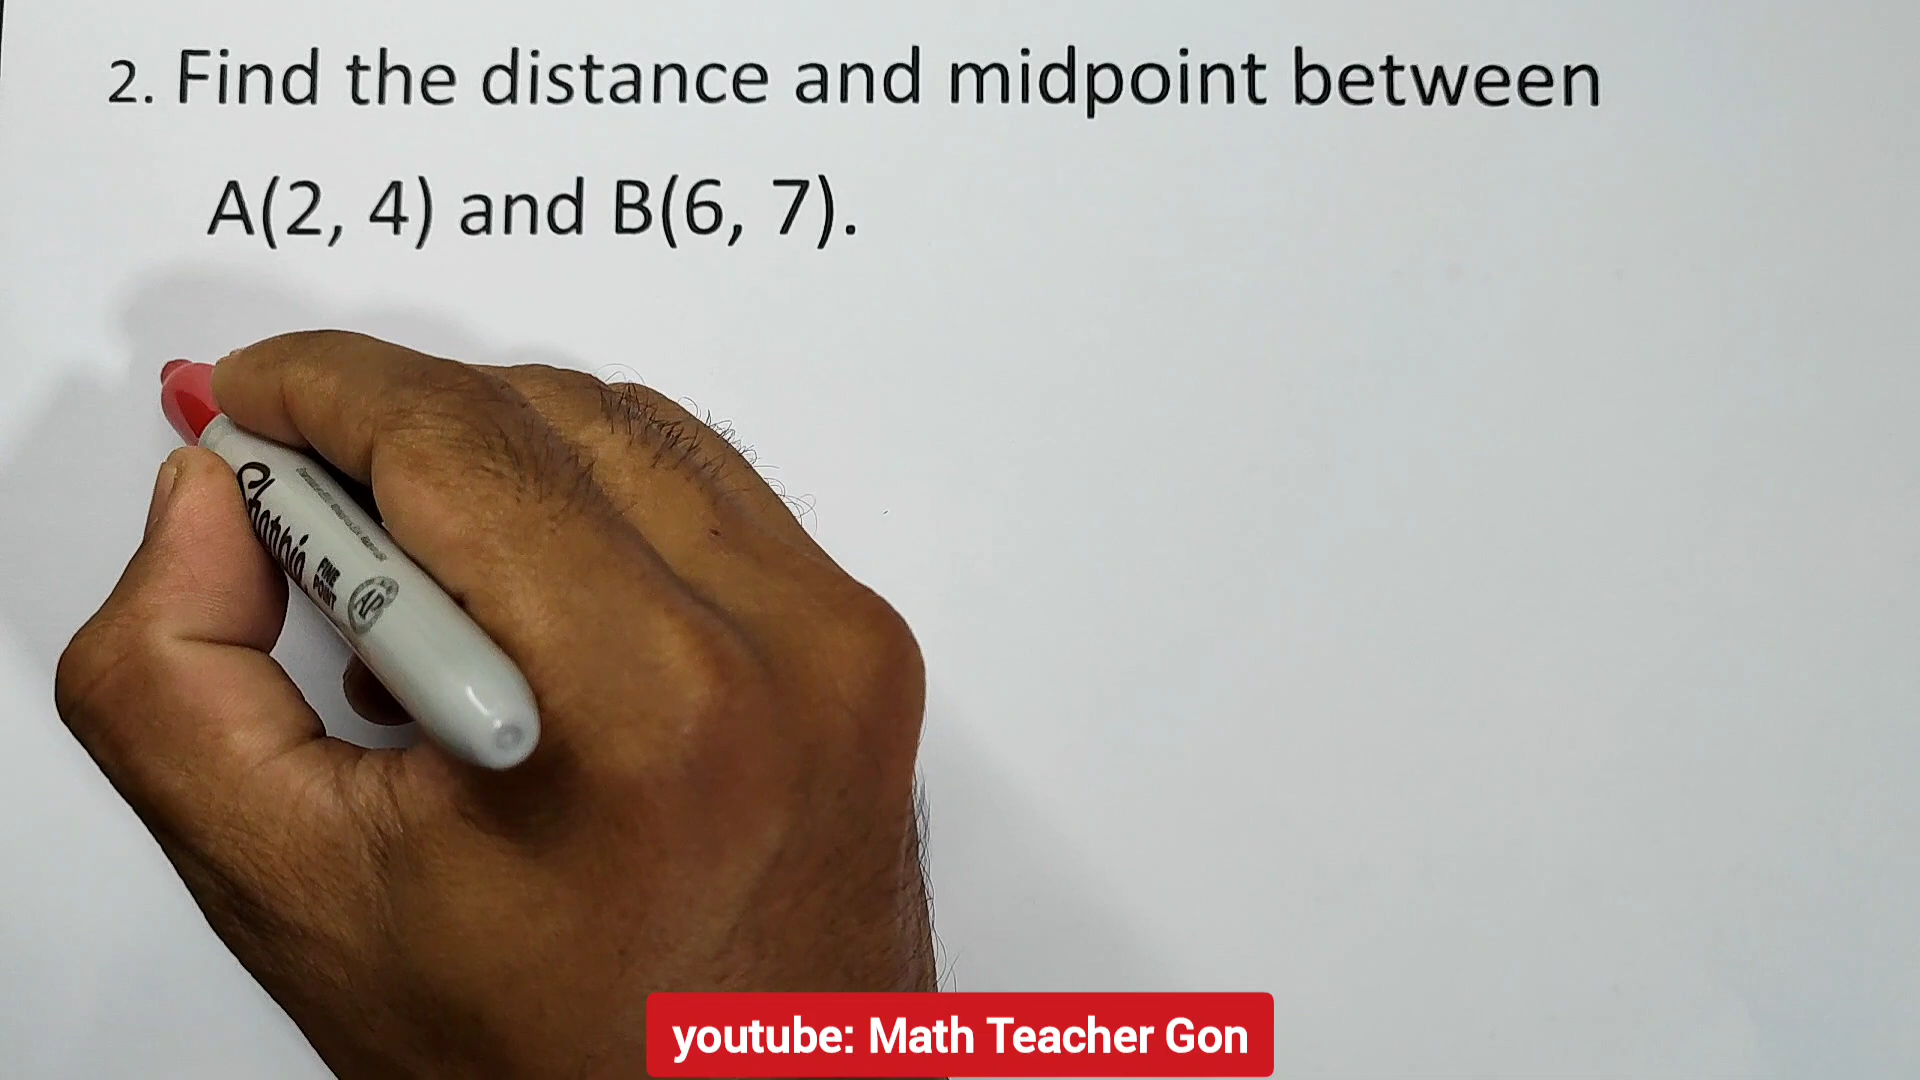 2. Find the distance and midpoint between
A(2, 4) and B(6, 7).
Sharpie
FINE
POINT
AP
youtube: Math Teacher Gon